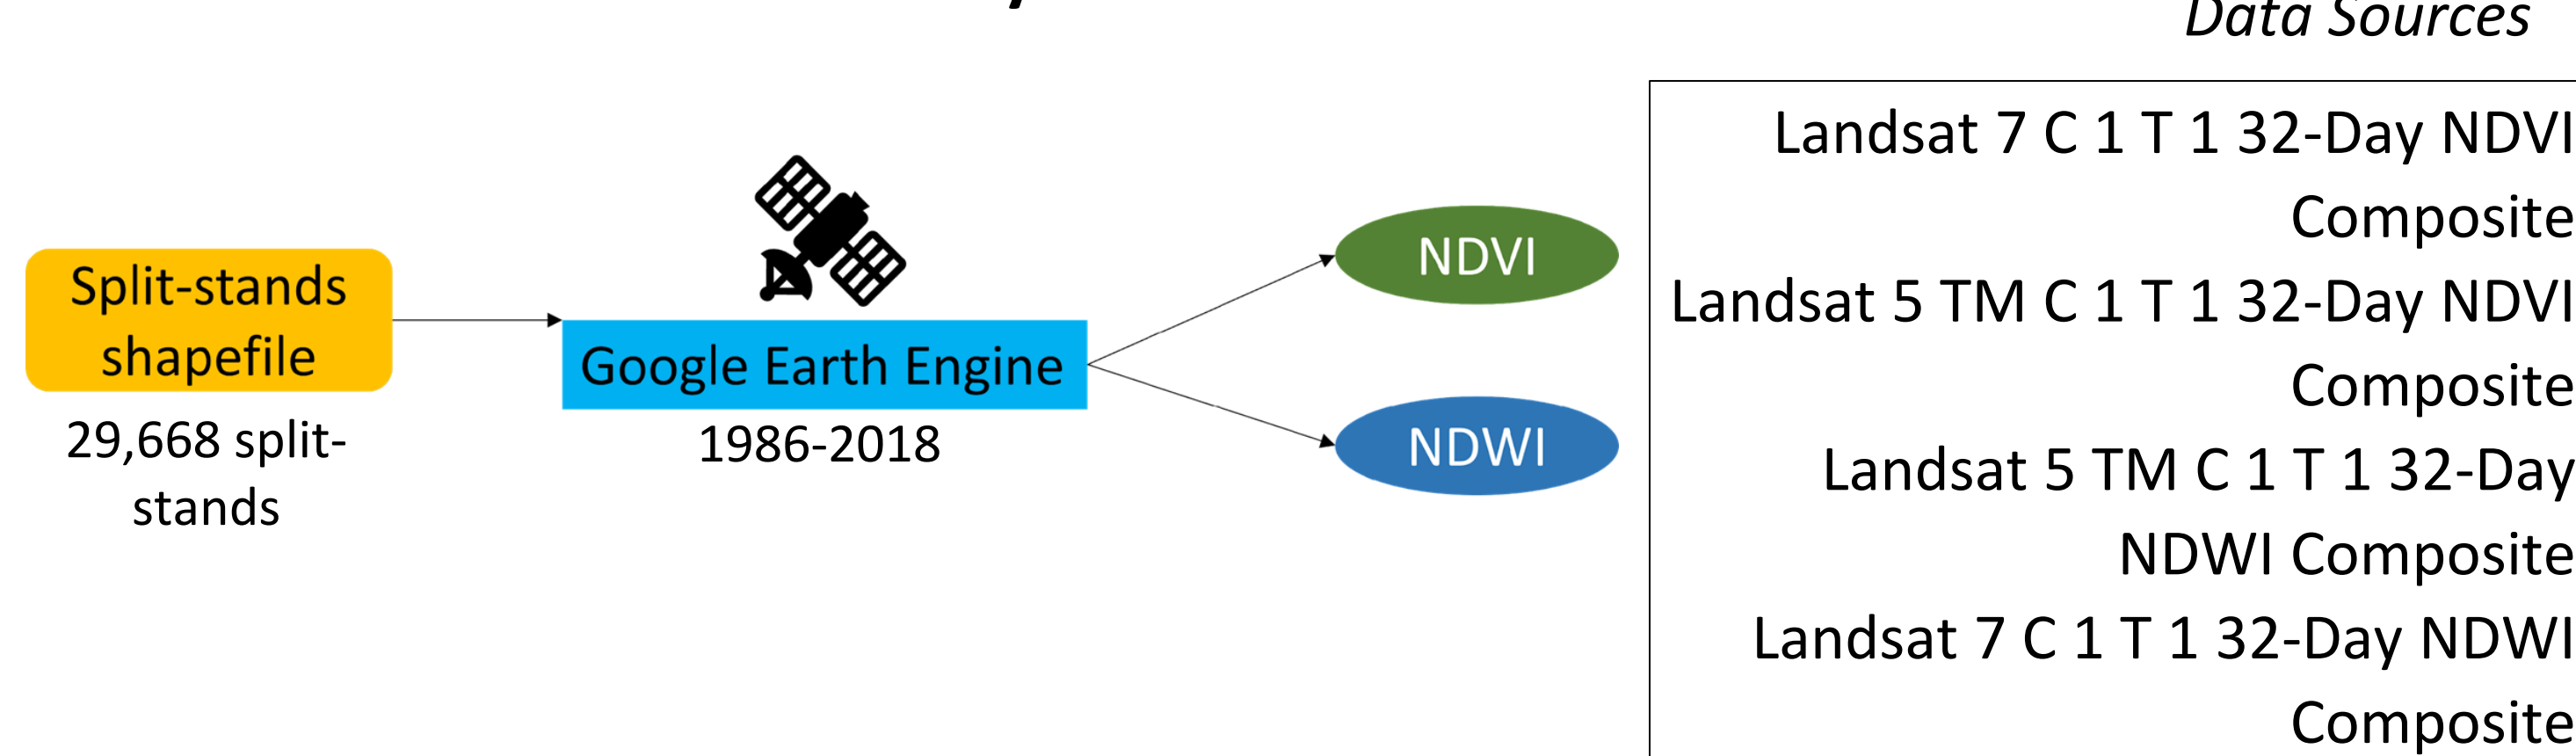 Data Sources
Split-stands
shapefile
29,668 split-
stands
Google Earth Engine
1986-2018
NDVI
NDWI
Landsat 7 C 1 T 1 32-Day NDVI
Composite
Landsat 5 TM C 1 T 1 32-Day NDVI
Composite
Landsat 5 TM C 1 T 1 32-Day
NDWI Composite
Landsat 7 C 1 T 1 32-Day NDWI
Composite